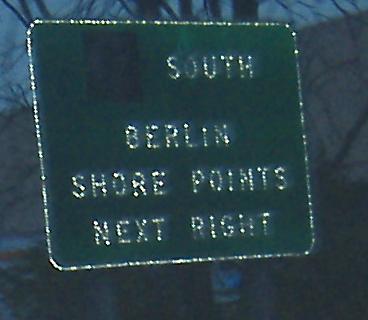 SOUTH
BERLIN
SHORE POINTS
NEXT RIGHT